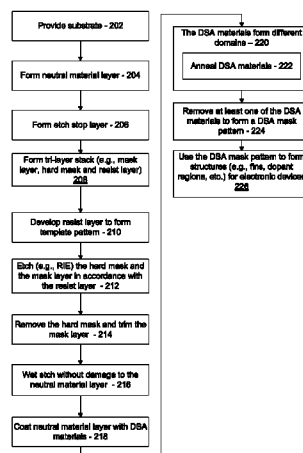 Provide substrate - 202
Form neutral material layer - 204
Form etch stop layer - 206
Form tri-layer stack (e.g., mask
layer, hard mask and resist layer)
208
Develop resist layer to form
template pattern - 210
Etch (e.g., RIE) the hard mask and
the mask layer in accordance with
the resist layer - 212
Remove the hard mask and trim the
mask layer - 214
Wet etch without damage to the
neutral material layer - 216
Coat neutral material layer with DSA
materials - 218
The DSA materials form different
domains – 220
Anneal DSA materials - 222
Remove at least one of the DSA
materials to form a DSA mask
pattern - 224
Use the DSA mask pattern to form
structures (e.g., fins, dopant
regions, etc.) for electronic devices
226